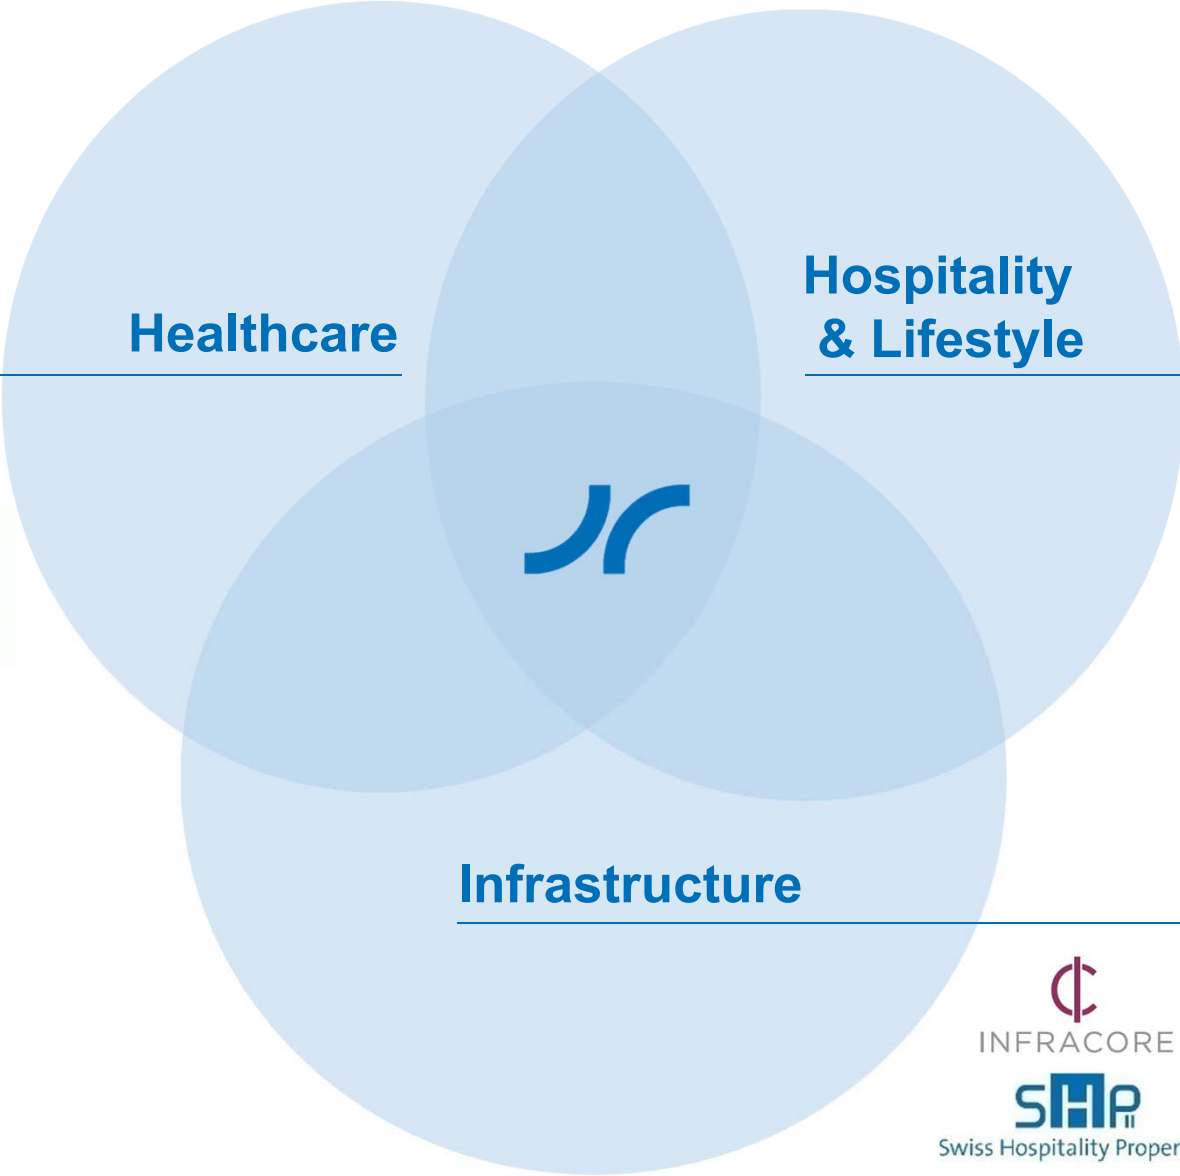 Healthcare
Hospitality
& Lifestyle
Infrastructure
INFRACORE
SHP
Swiss Hospitality Proper